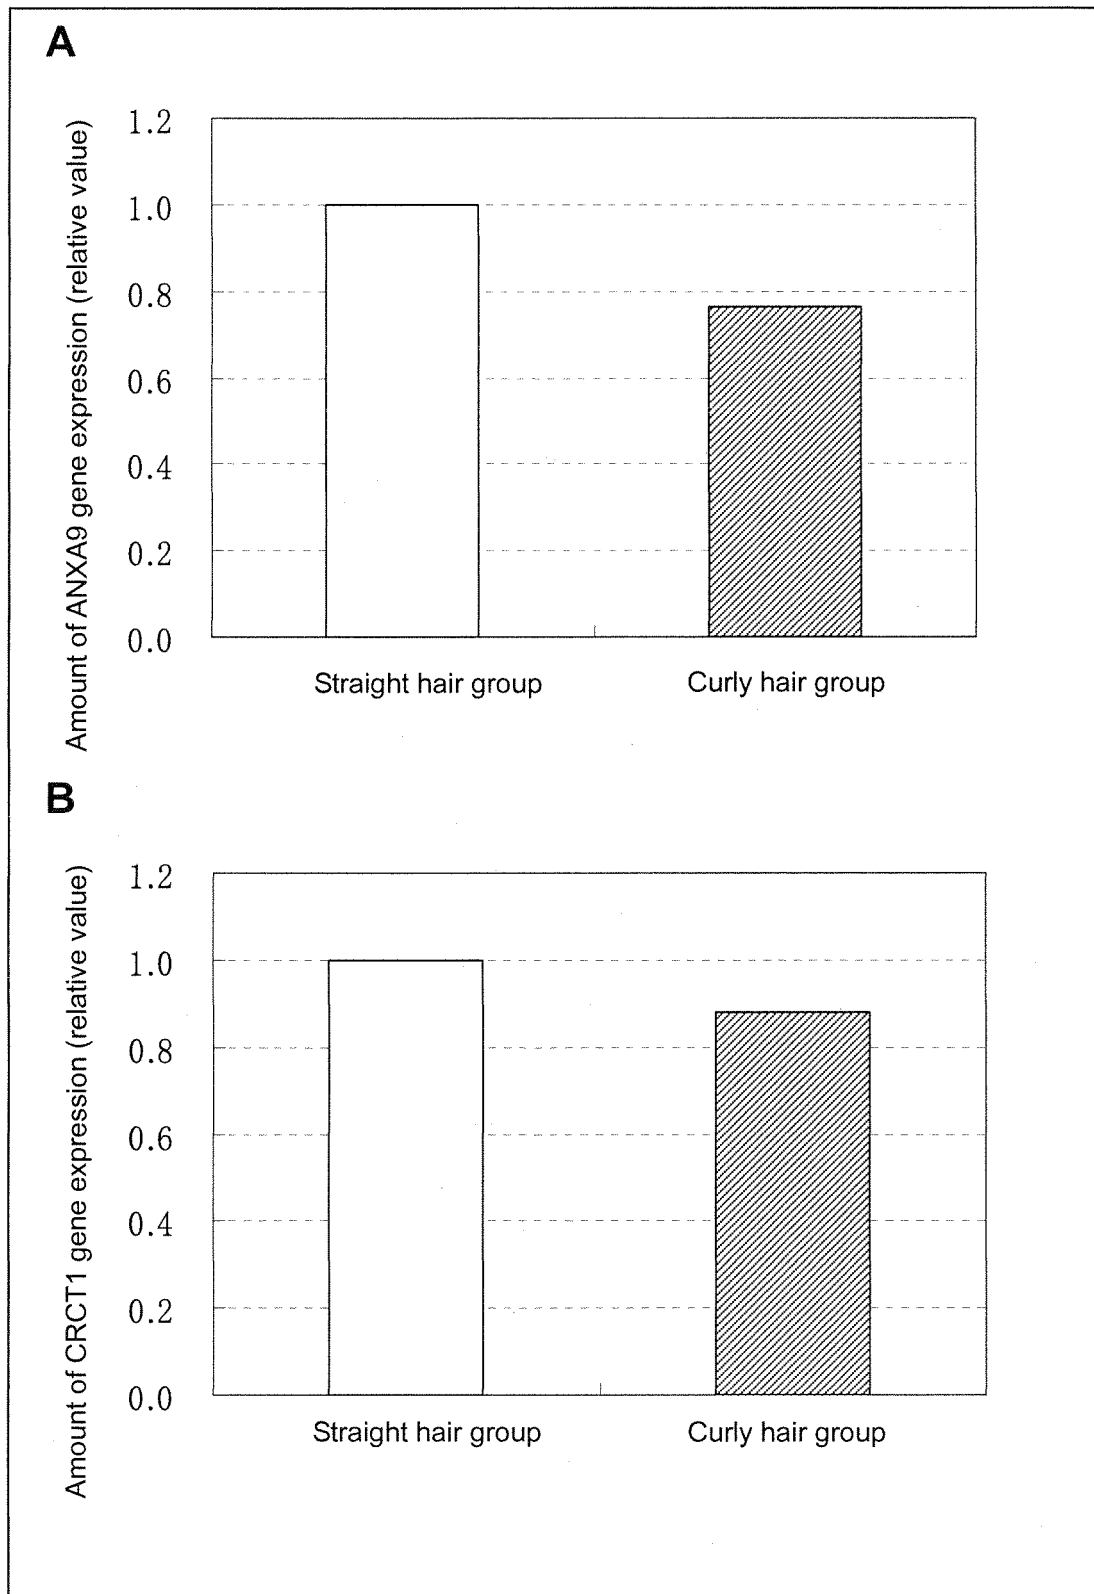 A
Amount of ANXA9 gene expression (relative value)
1.2
1.0
0.8
0.6
0.4
0.2
0.0
Straight hair group
Curly hair group
B
Amount of CRCT1 gene expression (relative value)
1.2
1.0
0.8
0.6
0.4
0.2
0.0
Straight hair group
Curly hair group